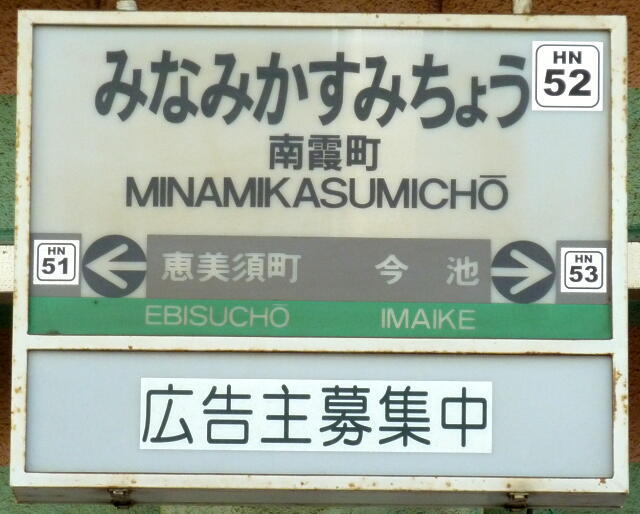 みなみかすみちょう
HN
52
南霞町
MINAMIKASUMICHŌ
HN
51
恵美須町 今池
HN
53
EBISUCHŌ IMAIKE
広告主募集中